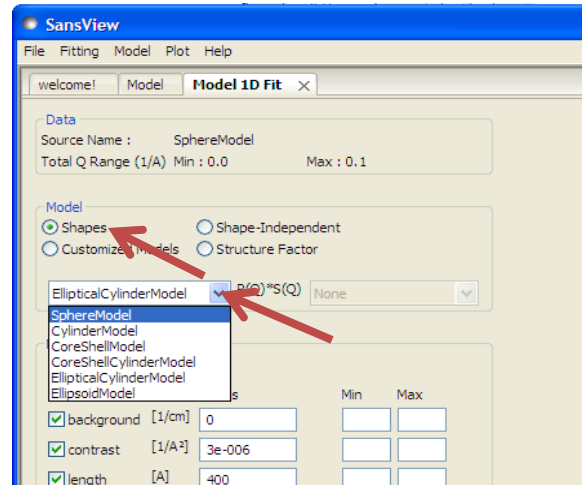 SansView
File Fitting Model Plot Help
welcome! Model Model 1D Fit
Data
Source Name : SphereModel
Total Q Range (1/A) Min : 0.0 Max : 0.1
Model
Shapes Shape-Independent
Customized Models Structure Factor
EllipticalCylinderModel P(Q)*S(Q) None
SphereModel
CylinderModel
CoreShellModel
CoreShellCylinderModel
EllipticalCylinderModel
EllipsoidModel
Min Max
background [1/cm] 0
contrast [1/A²] 3e-006
length [A] 400